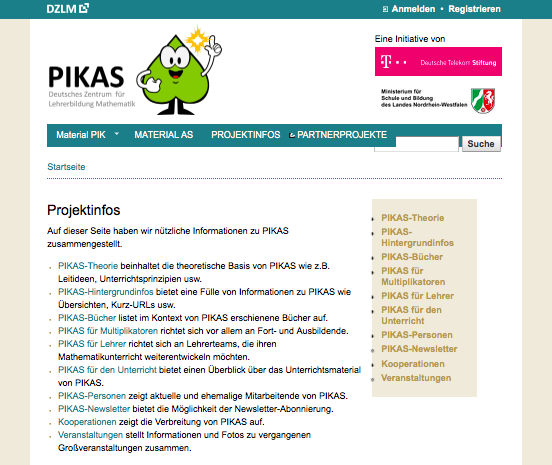 DZLM
Anmelden • Registrieren
PIKAS
Deutsches Zentrum für
Lehrerbildung Mathematik
Eine Initiative von
T Deutsche Telekom Stiftung
Ministerium für
Schule und Bildung
des Landes Nordrhein-Westfalen
Material PIK MATERIAL AS PROJEKTINFOS PARTNERPROJEKTE
Suche
Startseite
Projektinfos
Auf dieser Seite haben wir nützliche Informationen zu PIKAS
zusammengestellt.
PIKAS-Theorie beinhaltet die theoretische Basis von PIKAS wie z.B.
Leitideen, Unterrichtsprinzipien usw.
PIKAS-Hintergrundinfos bietet eine Fülle von Informationen zu PIKAS wie
Übersichten, Kurz-URLs usw.
PIKAS-Bücher listet im Kontext von PIKAS erschienene Bücher auf.
PIKAS für Multiplikatoren richtet sich vor allem an Fort- und Ausbildende.
PIKAS für Lehrer richtet sich an Lehrerteams, die ihren
Mathematikunterricht weiterentwickeln möchten.
PIKAS für den Unterricht bietet einen Überblick über das Unterrichtsmaterial
von PIKAS.
PIKAS-Personen zeigt aktuelle und ehemalige Mitarbeitende von PIKAS.
PIKAS-Newsletter bietet die Möglichkeit der Newsletter-Abonnierung.
Kooperationen zeigt die Verbreitung von PIKAS auf.
Veranstaltungen stellt Informationen und Fotos zu vergangenen
Großveranstaltungen zusammen.
PIKAS-Theorie
PIKAS-
Hintergrundinfos
PIKAS-Bücher
PIKAS für
Multiplikatoren
PIKAS für Lehrer
PIKAS für den
Unterricht
PIKAS-Personen
PIKAS-Newsletter
Kooperationen
Veranstaltungen